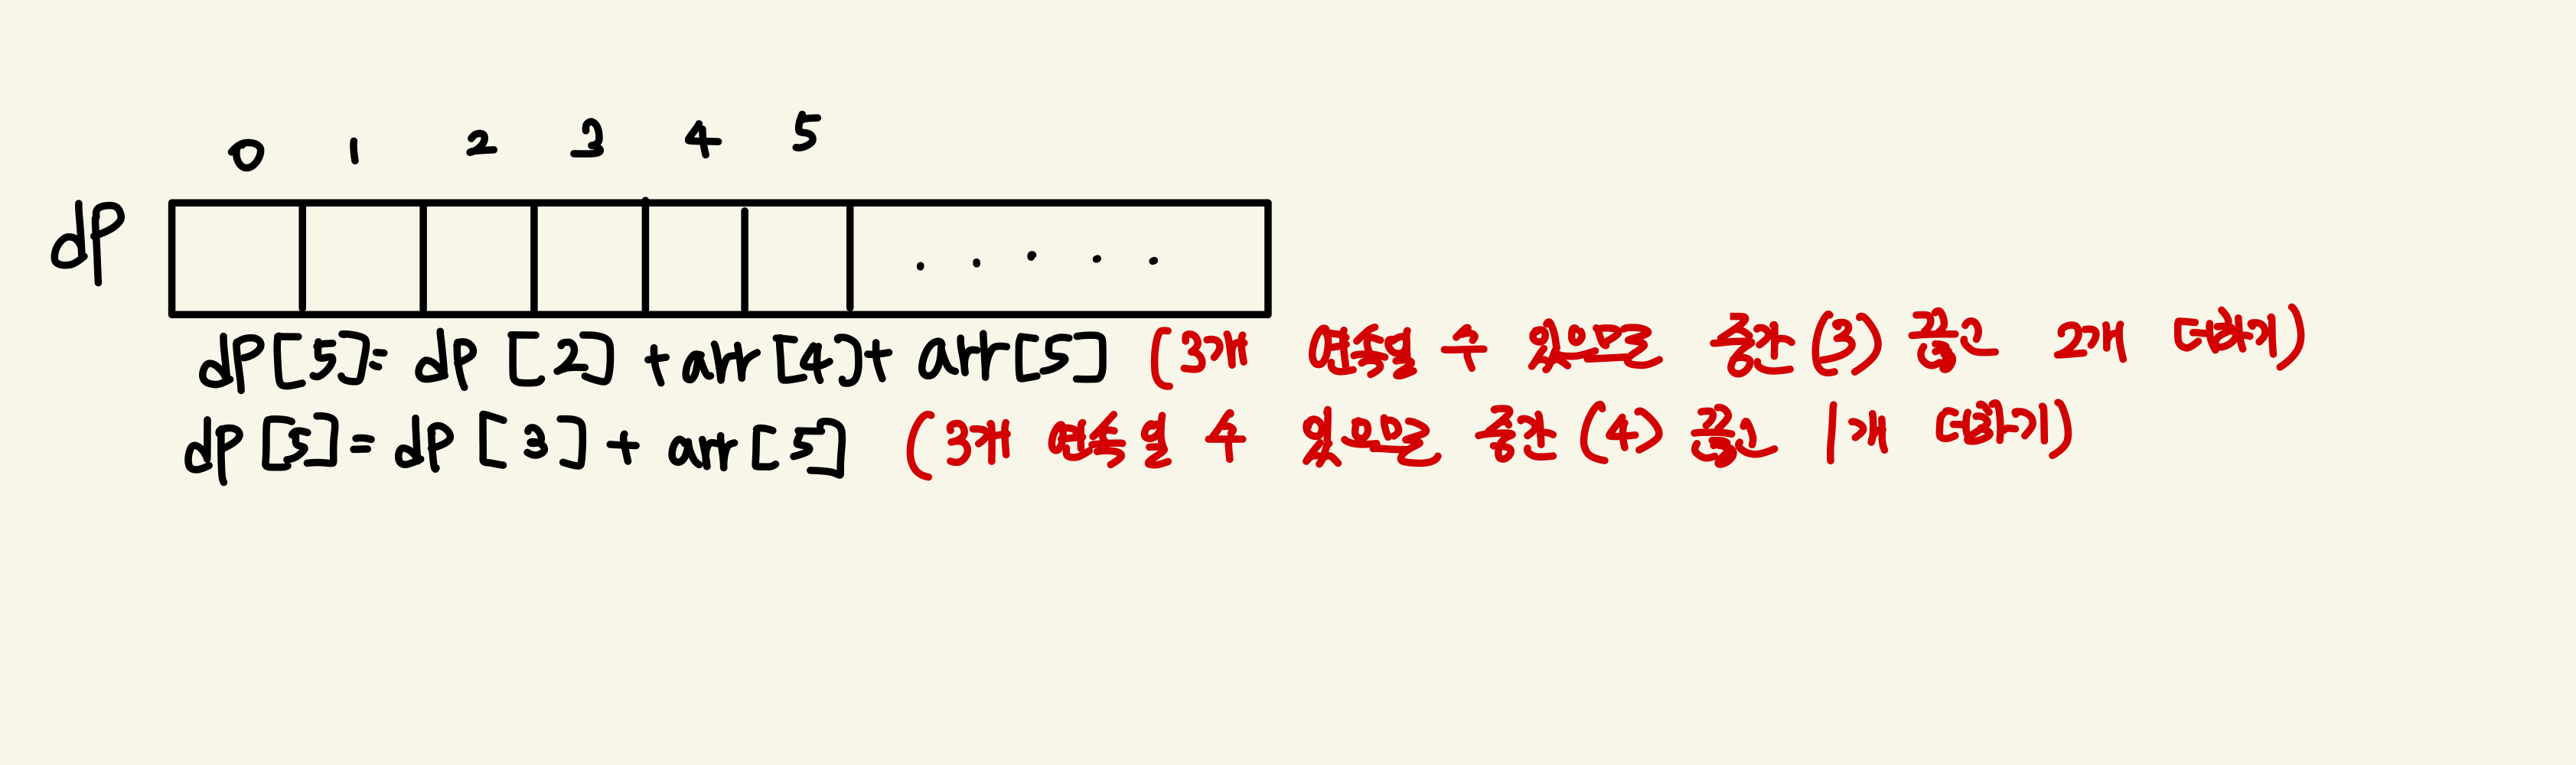 0 1 2 3 4 5
dp . . . . .
dp[5]= dp [2] +arr[4]+ arr[5] (3개 연속일 수 있으므로 중간(3) 끊고 2개 더하기)
dp[5]=dp[3]+ arr[5] (3개 연속일 수 있으므로 중간(4) 끊고 1개 더하기)